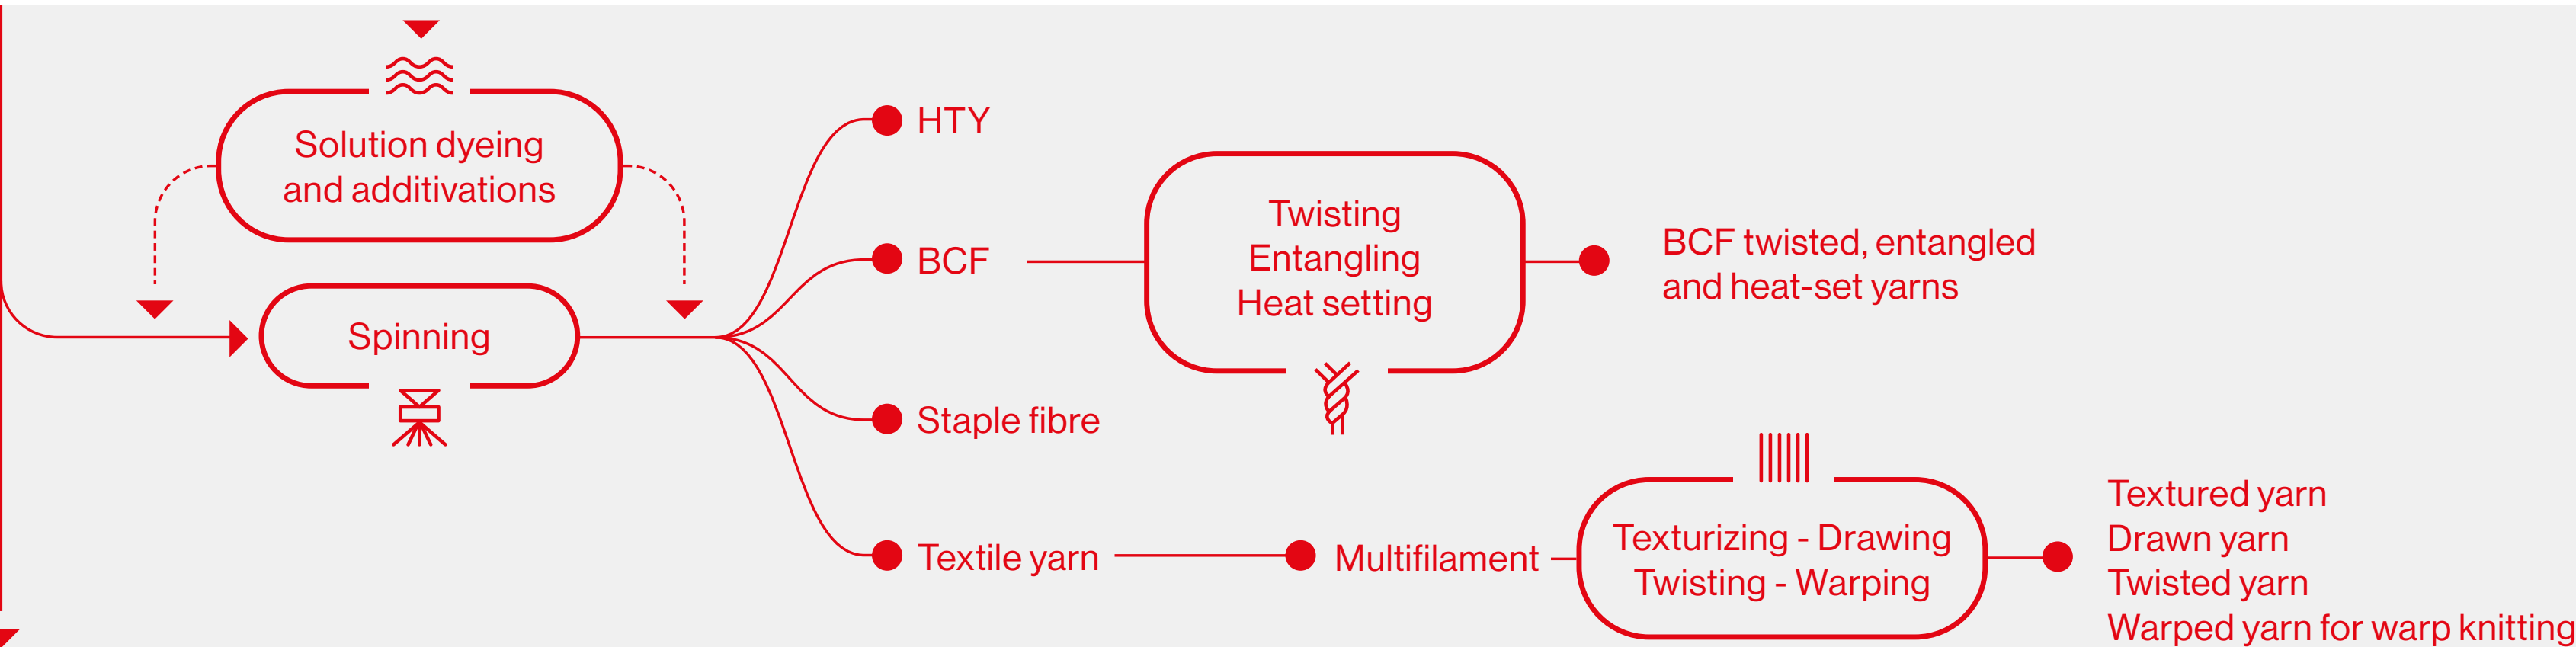 Solution dyeing
and additivations
Spinning
HTY
BCF
Staple fibre
Textile yarn
Twisting
Entangling
Heat setting
BCF twisted, entangled
and heat-set yarns
Multifilament
Texturizing - Drawing
Twisting - Warping
Textured yarn
Drawn yarn
Twisted yarn
Warped yarn for warp knitting